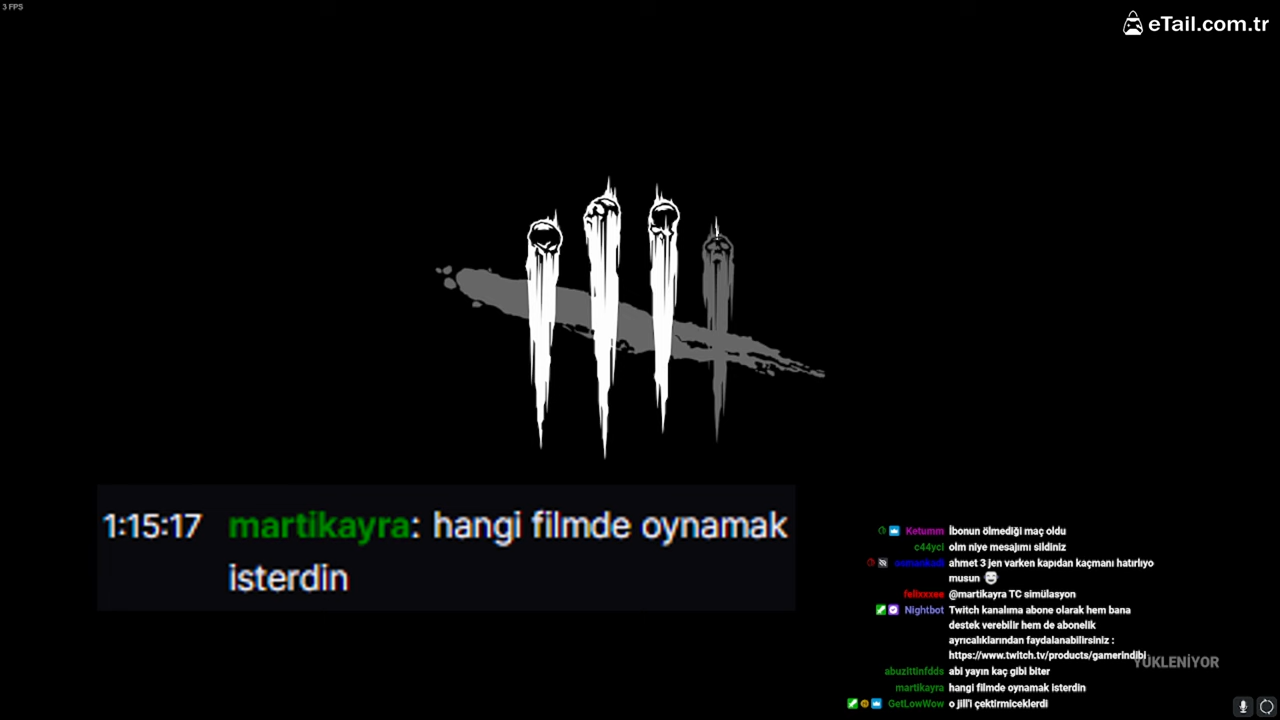 3 FPS
eTail.com.tr
1:15:17 martikayra: hangi filmde oynamak
isterdin
Ketumm İbonun ölmediği maç oldu
c44yci olm niye mesajımı sildiniz
ahmet 3 jen varken kapıdan kaçmanı hatırlıyo
musun
felixxxee @martikayra TC simülasyon
Nightbot Twitch kanalıma abone olarak hem bana
destek verebilir hem de abonelik
ayrıcalıklarından faydalanabilirsiniz :
https://www.twitch.tv/products/gamerindibi
YÜKLENİYOR
abuzittinfdds abi yayın kaç gibi biter
martikayra hangi filmde oynamak isterdin
GetLowWow o jill'i çektirmiceklerdi